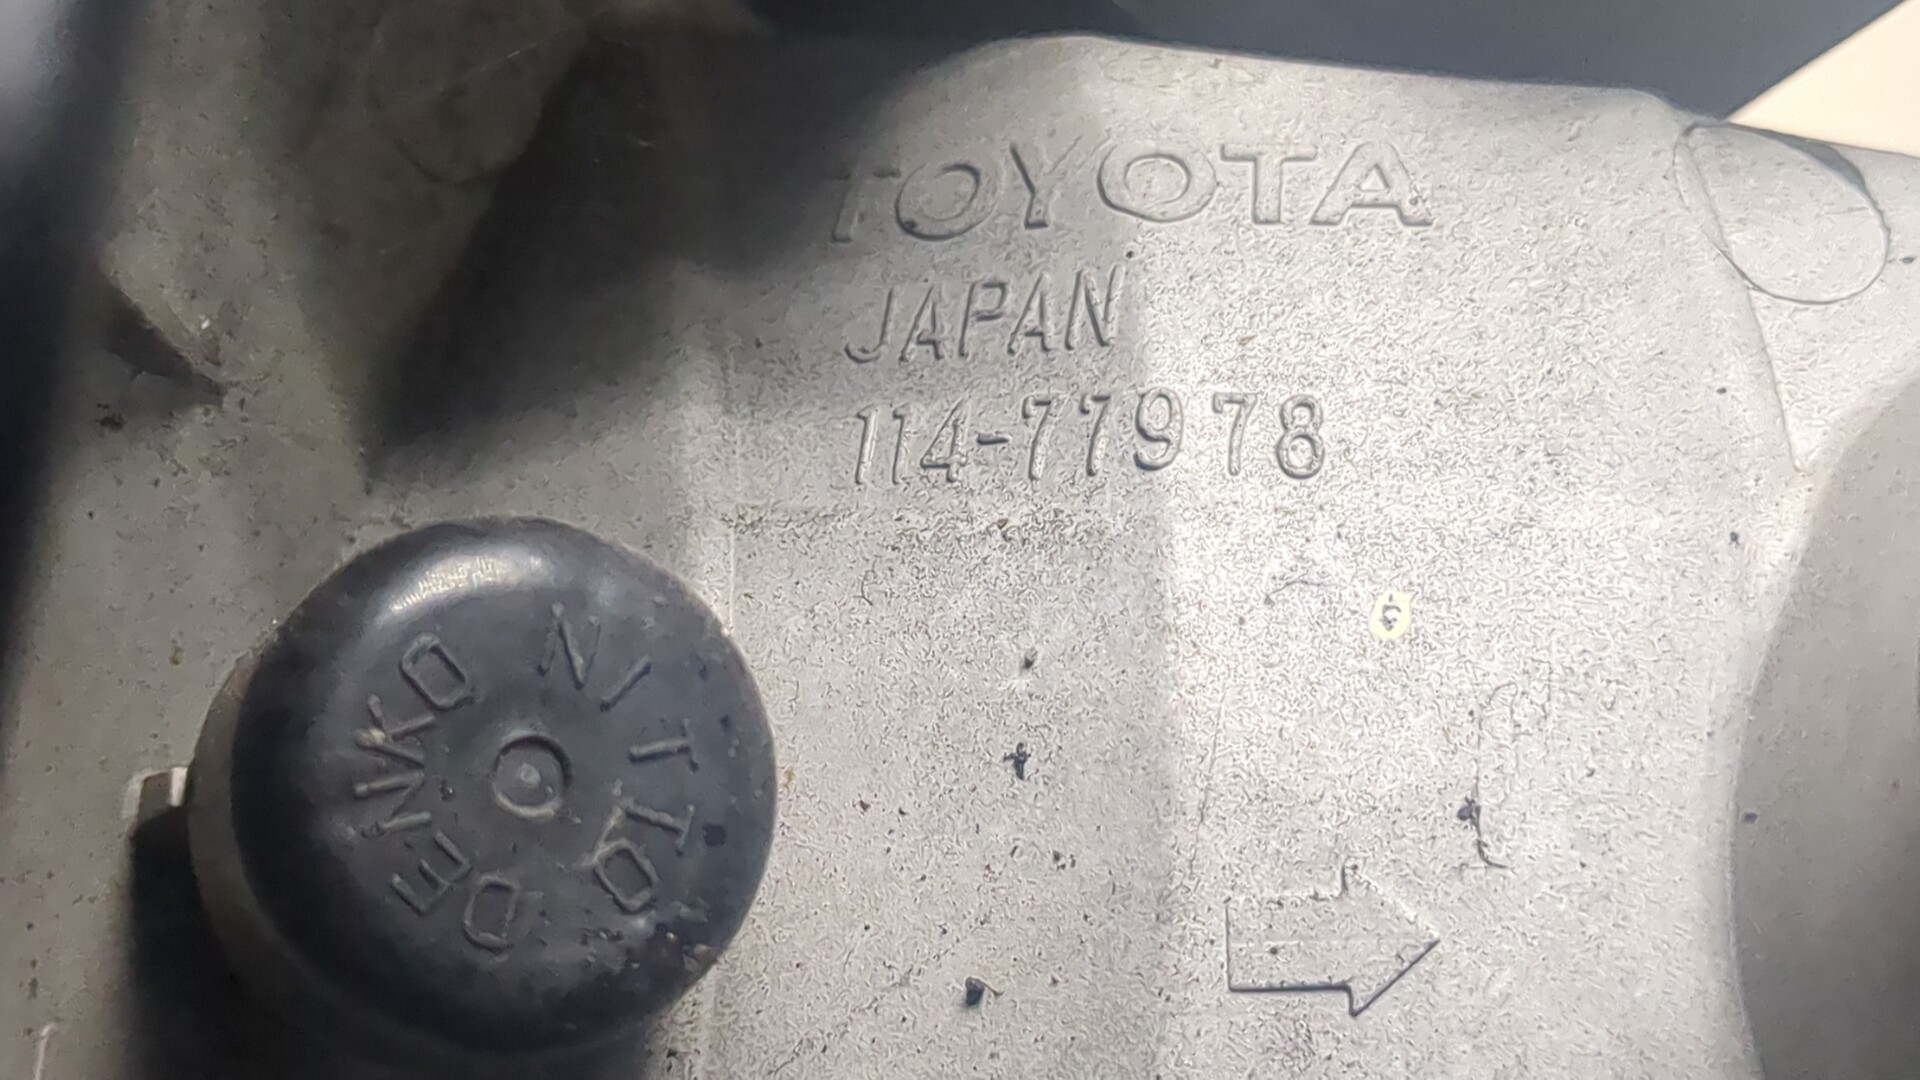 TOYOTA
JAPAN
114-77978
NITTO
DENKO